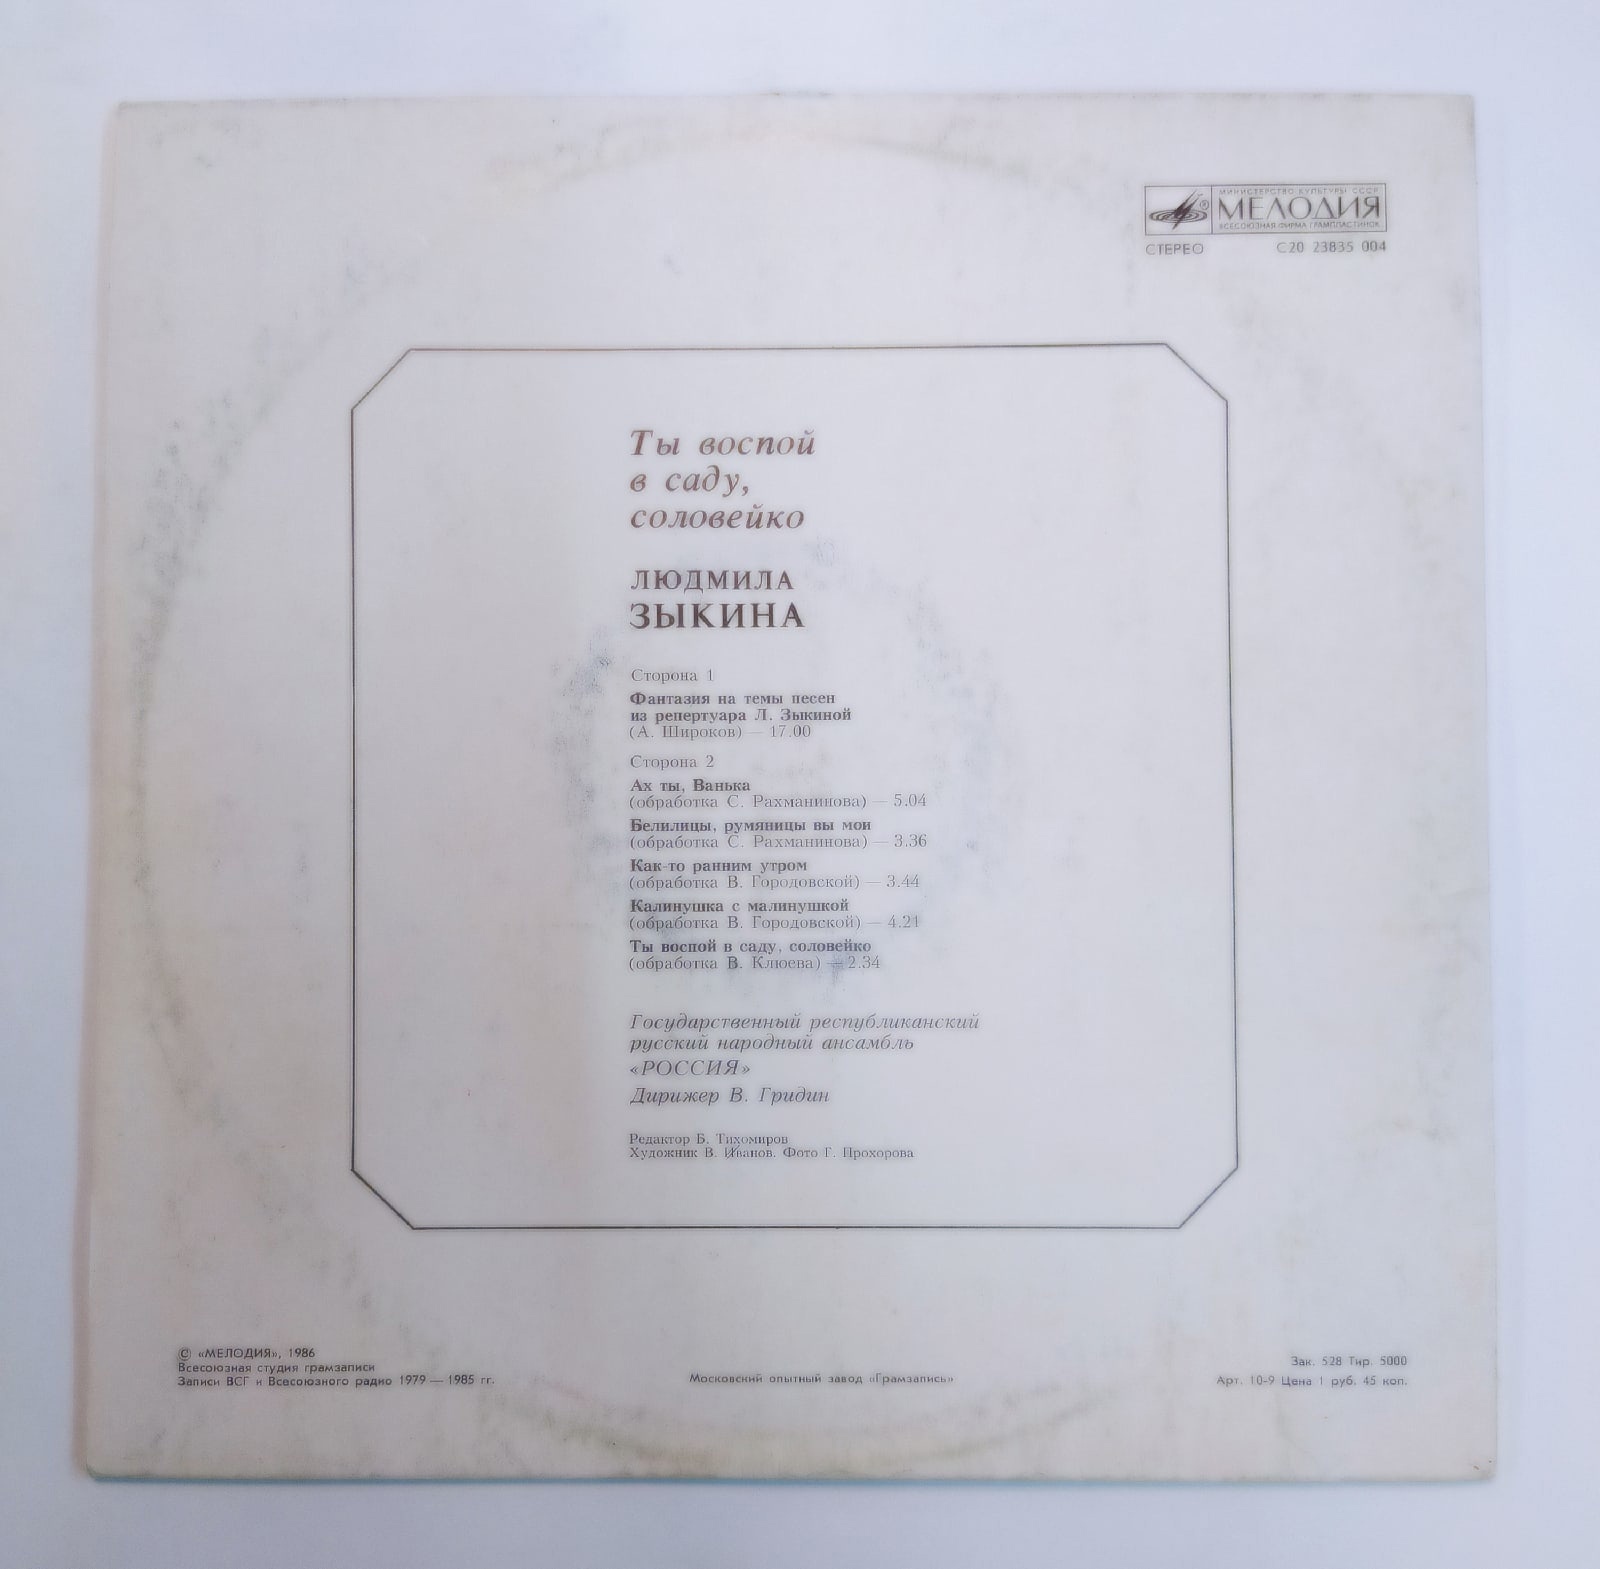 МИНИСТЕРСТВО КУЛЬТУРЫ СССР
МЕЛОДИЯ
ВСЕСОЮЗНАЯ ФИРМА ГРАМПЛАСТИНОК
СТЕРЕО С20 23835 004
Ты воспой
в саду,
соловейко
ЛЮДМИЛА
ЗЫКИНА
Сторона 1
Фантазия на темы песен
из репертуара Л. Зыкиной
(А. Широков) — 17.00
Сторона 2
Ах ты, Ванька
(обработка С. Рахманинова) — 5.04
Белилицы, румяницы вы мои
(обработка С. Рахманинова) — 3.36
Как-то ранним утром
(обработка В. Городовской) — 3.44
Калинушка с малинушкой
(обработка В. Городовской) — 4.21
Ты воспой в саду, соловейко
(обработка В. Клюева) — 2.34
Государственный республиканский
русский народный ансамбль
«РОССИЯ»
Дирижер В. Гридин
Редактор Б. Тихомиров
Художник В. Иванов. Фото Г. Прохорова
© «МЕЛОДИЯ», 1986
Всесоюзная студия грамзаписи
Записи ВСГ и Всесоюзного радио 1979 — 1985 гг.
Московский опытный завод «Грамзапись»
Зак. 528 Тир. 5000
Арт. 10-9 Цена 1 руб. 45 коп.